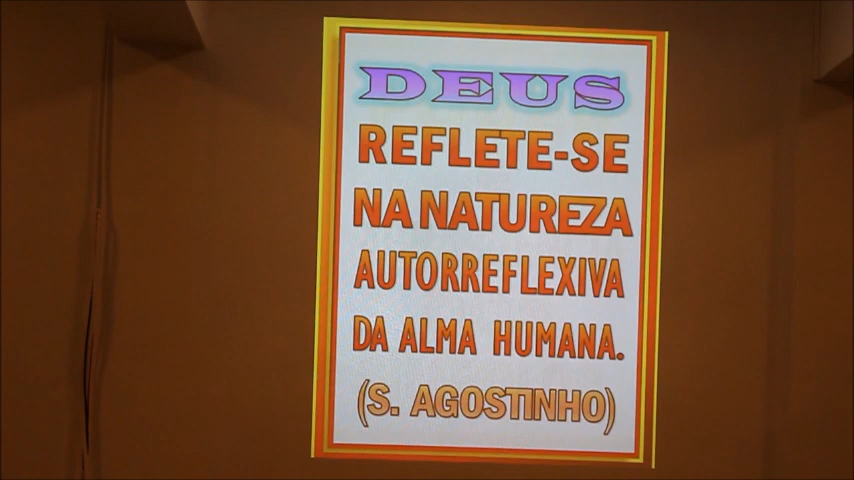 DEUS
REFLETE-SE
NA NATUREZA
AUTORREFLEXIVA
DA ALMA HUMANA.
(S. AGOSTINHO)